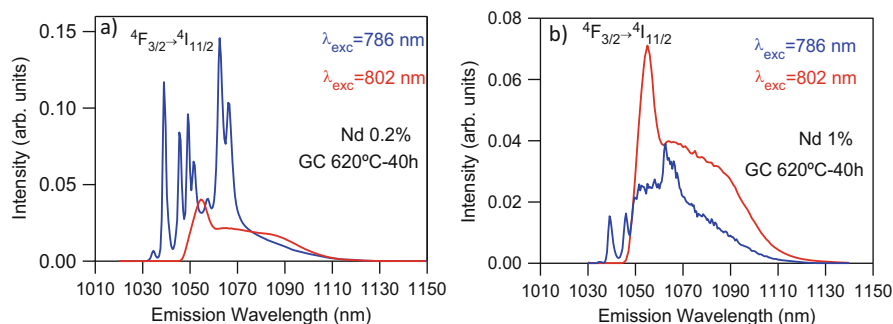 a)
⁴F₃/₂→⁴I₁₁/₂
λexc=786 nm
λexc=802 nm
Nd 0.2%
GC 620ºC-40h
Intensity (arb. units)
0.15
0.10
0.05
0.00
1010 1030 1050 1070 1090 1110 1130 1150
Emission Wavelength (nm)
b)
⁴F₃/₂→⁴I₁₁/₂
λexc=786 nm
λexc=802 nm
Nd 1%
GC 620ºC-40h
Intensity (arb. units)
0.08
0.06
0.04
0.02
0.00
1010 1030 1050 1070 1090 1110 1130 1150
Emission Wavelength (nm)